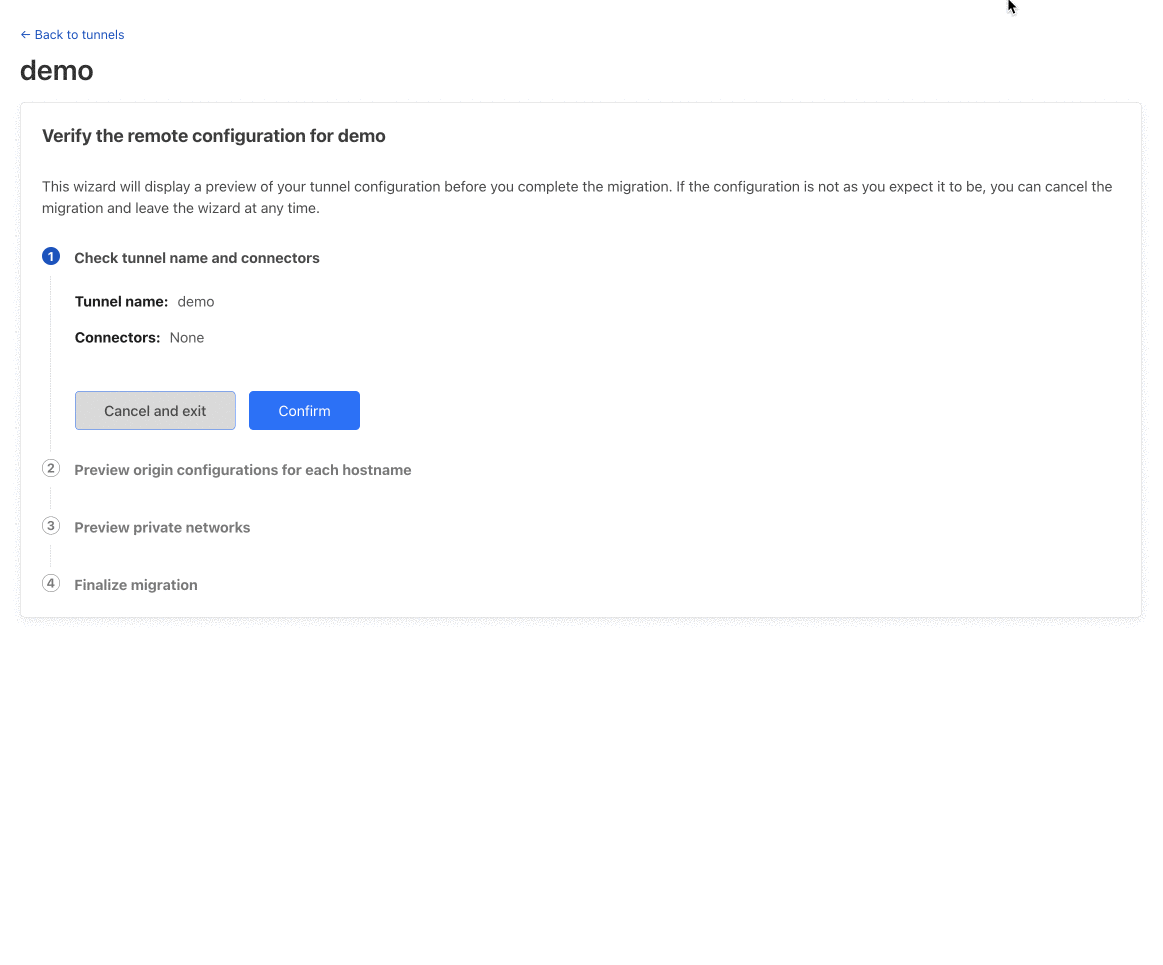 ← Back to tunnels
demo
Verify the remote configuration for demo
This wizard will display a preview of your tunnel configuration before you complete the migration. If the configuration is not as you expect it to be, you can cancel the
migration and leave the wizard at any time.
1 Check tunnel name and connectors
Tunnel name: demo
Connectors: None
Cancel and exit Confirm
2 Preview origin configurations for each hostname
3 Preview private networks
4 Finalize migration